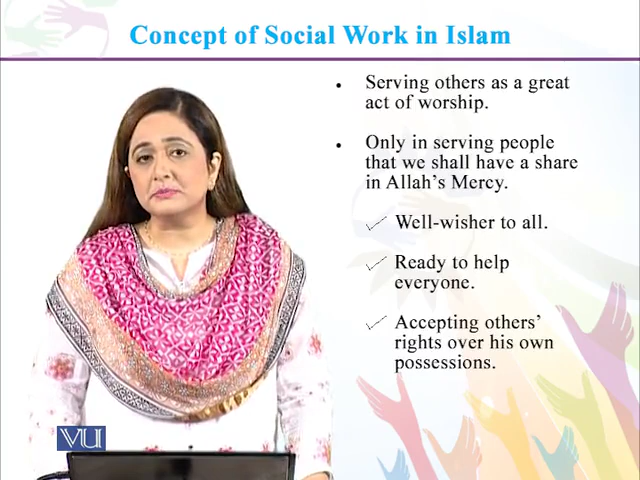 Concept of Social Work in Islam
Serving others as a great
act of worship.
Only in serving people
that we shall have a share
in Allah's Mercy.
Well-wisher to all.
Ready to help
everyone.
Accepting others'
rights over his own
possessions.
VU